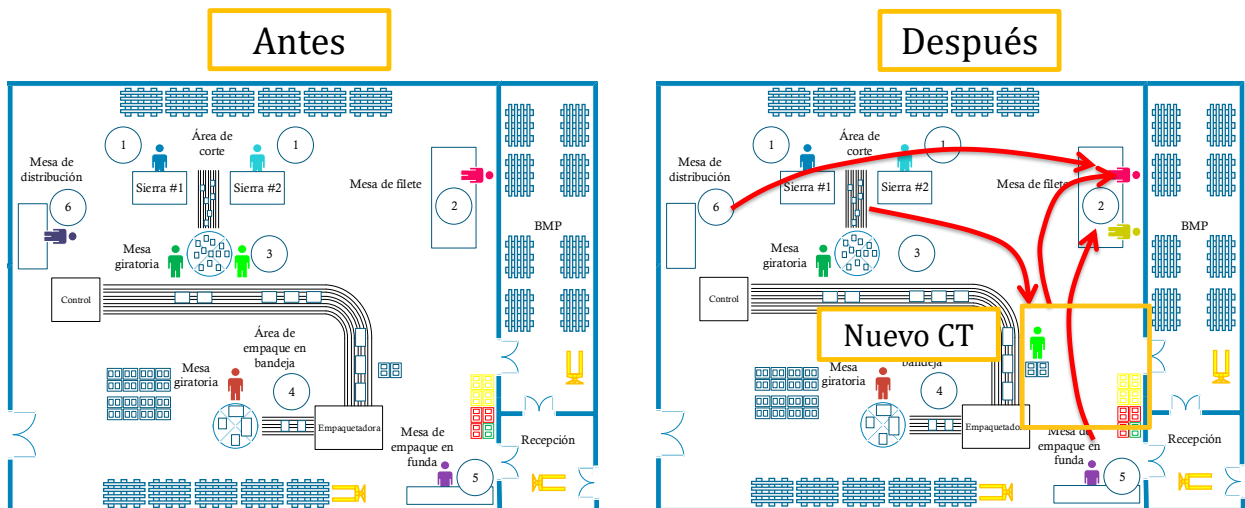 Antes
1
Área de
corte
1
Mesa de
distribución
Sierra #1
Sierra #2
Mesa de filete
6
2
BMP
Mesa
giratoria
3
Control
Área de
empaque en
bandeja
Mesa
giratoria
4
Empaquetadora
Mesa de
empaque en
funda
5
Recepción
Después
1
Área de
corte
1
Mesa de
distribución
Sierra #1
Sierra #2
Mesa de filete
6
2
BMP
Mesa
giratoria
3
Control
Nuevo CT
bandeja
Mesa
giratoria
4
Empaquetadora
Mesa de
empaque en
funda
5
Recepción